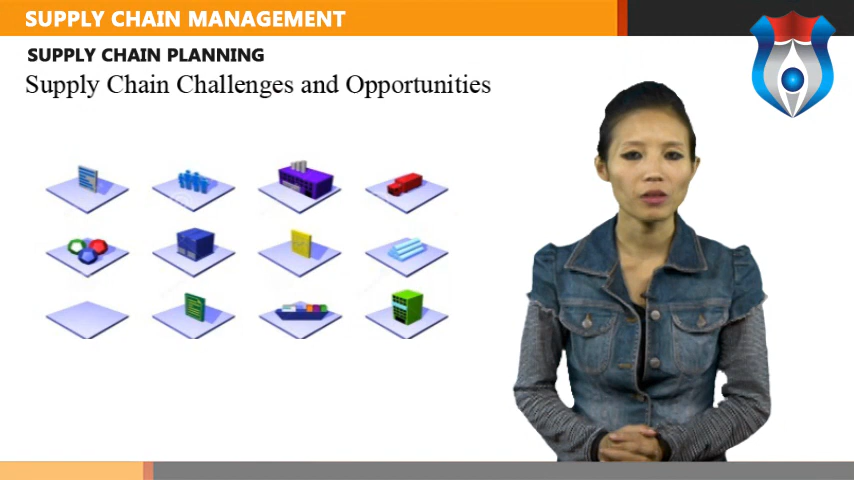 SUPPLY CHAIN MANAGEMENT
SUPPLY CHAIN PLANNING
Supply Chain Challenges and Opportunities